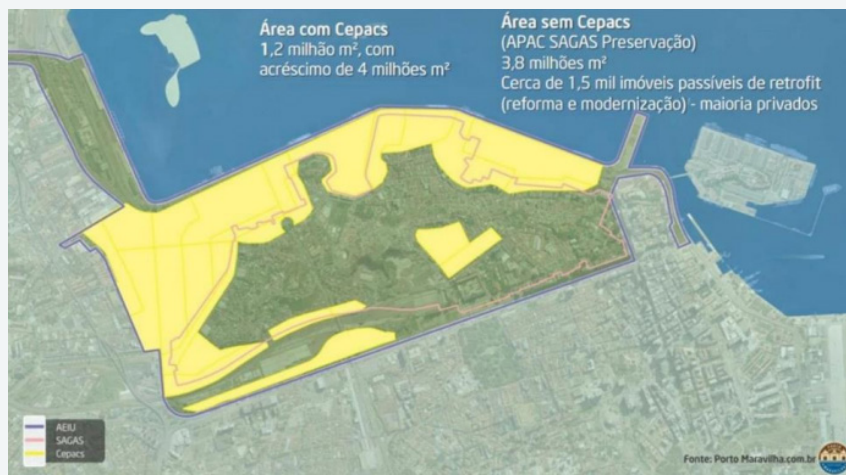 Área com Cepacs
1,2 milhão m², com
acréscimo de 4 milhões m²
Área sem Cepacs
(APAC SAGAS Preservação)
3,8 milhões m²
Cerca de 1,5 mil imóveis passíveis de retrofit
(reforma e modernização) - maioria privados
AEIU
SAGAS
Cepacs
Fonte: Porto Maravilha.com.br